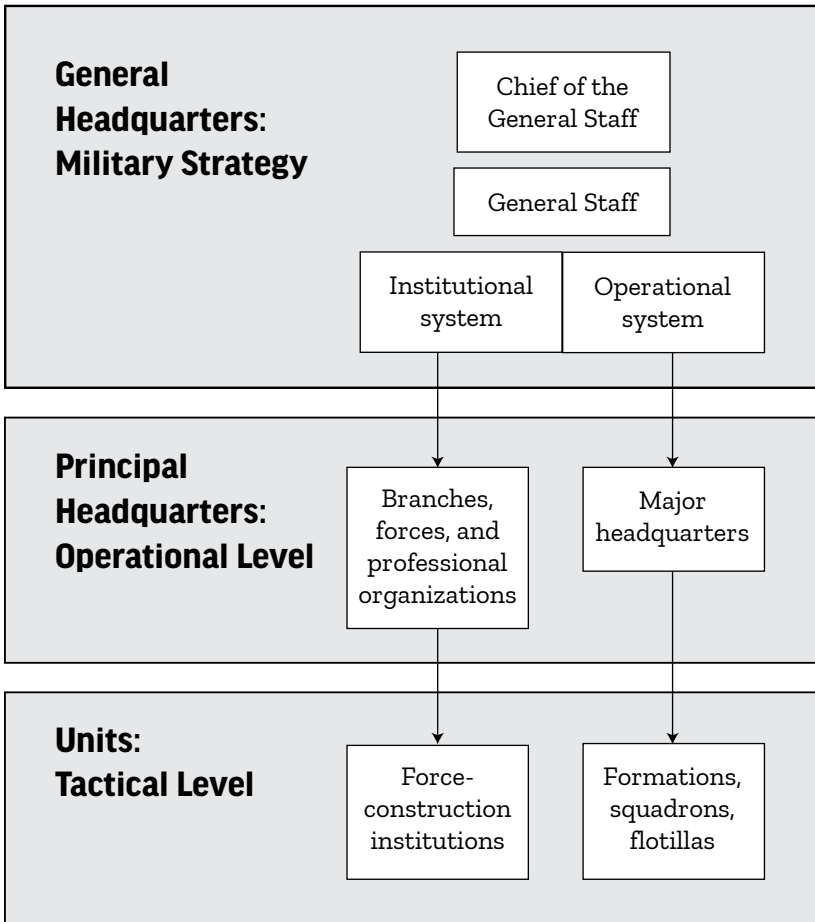 General
Headquarters:
Military Strategy
Chief of the
General Staff
General Staff
Institutional
system
Operational
system
Principal
Headquarters:
Operational Level
Branches,
forces, and
professional
organizations
Major
headquarters
Units:
Tactical Level
Force-
construction
institutions
Formations,
squadrons,
flotillas